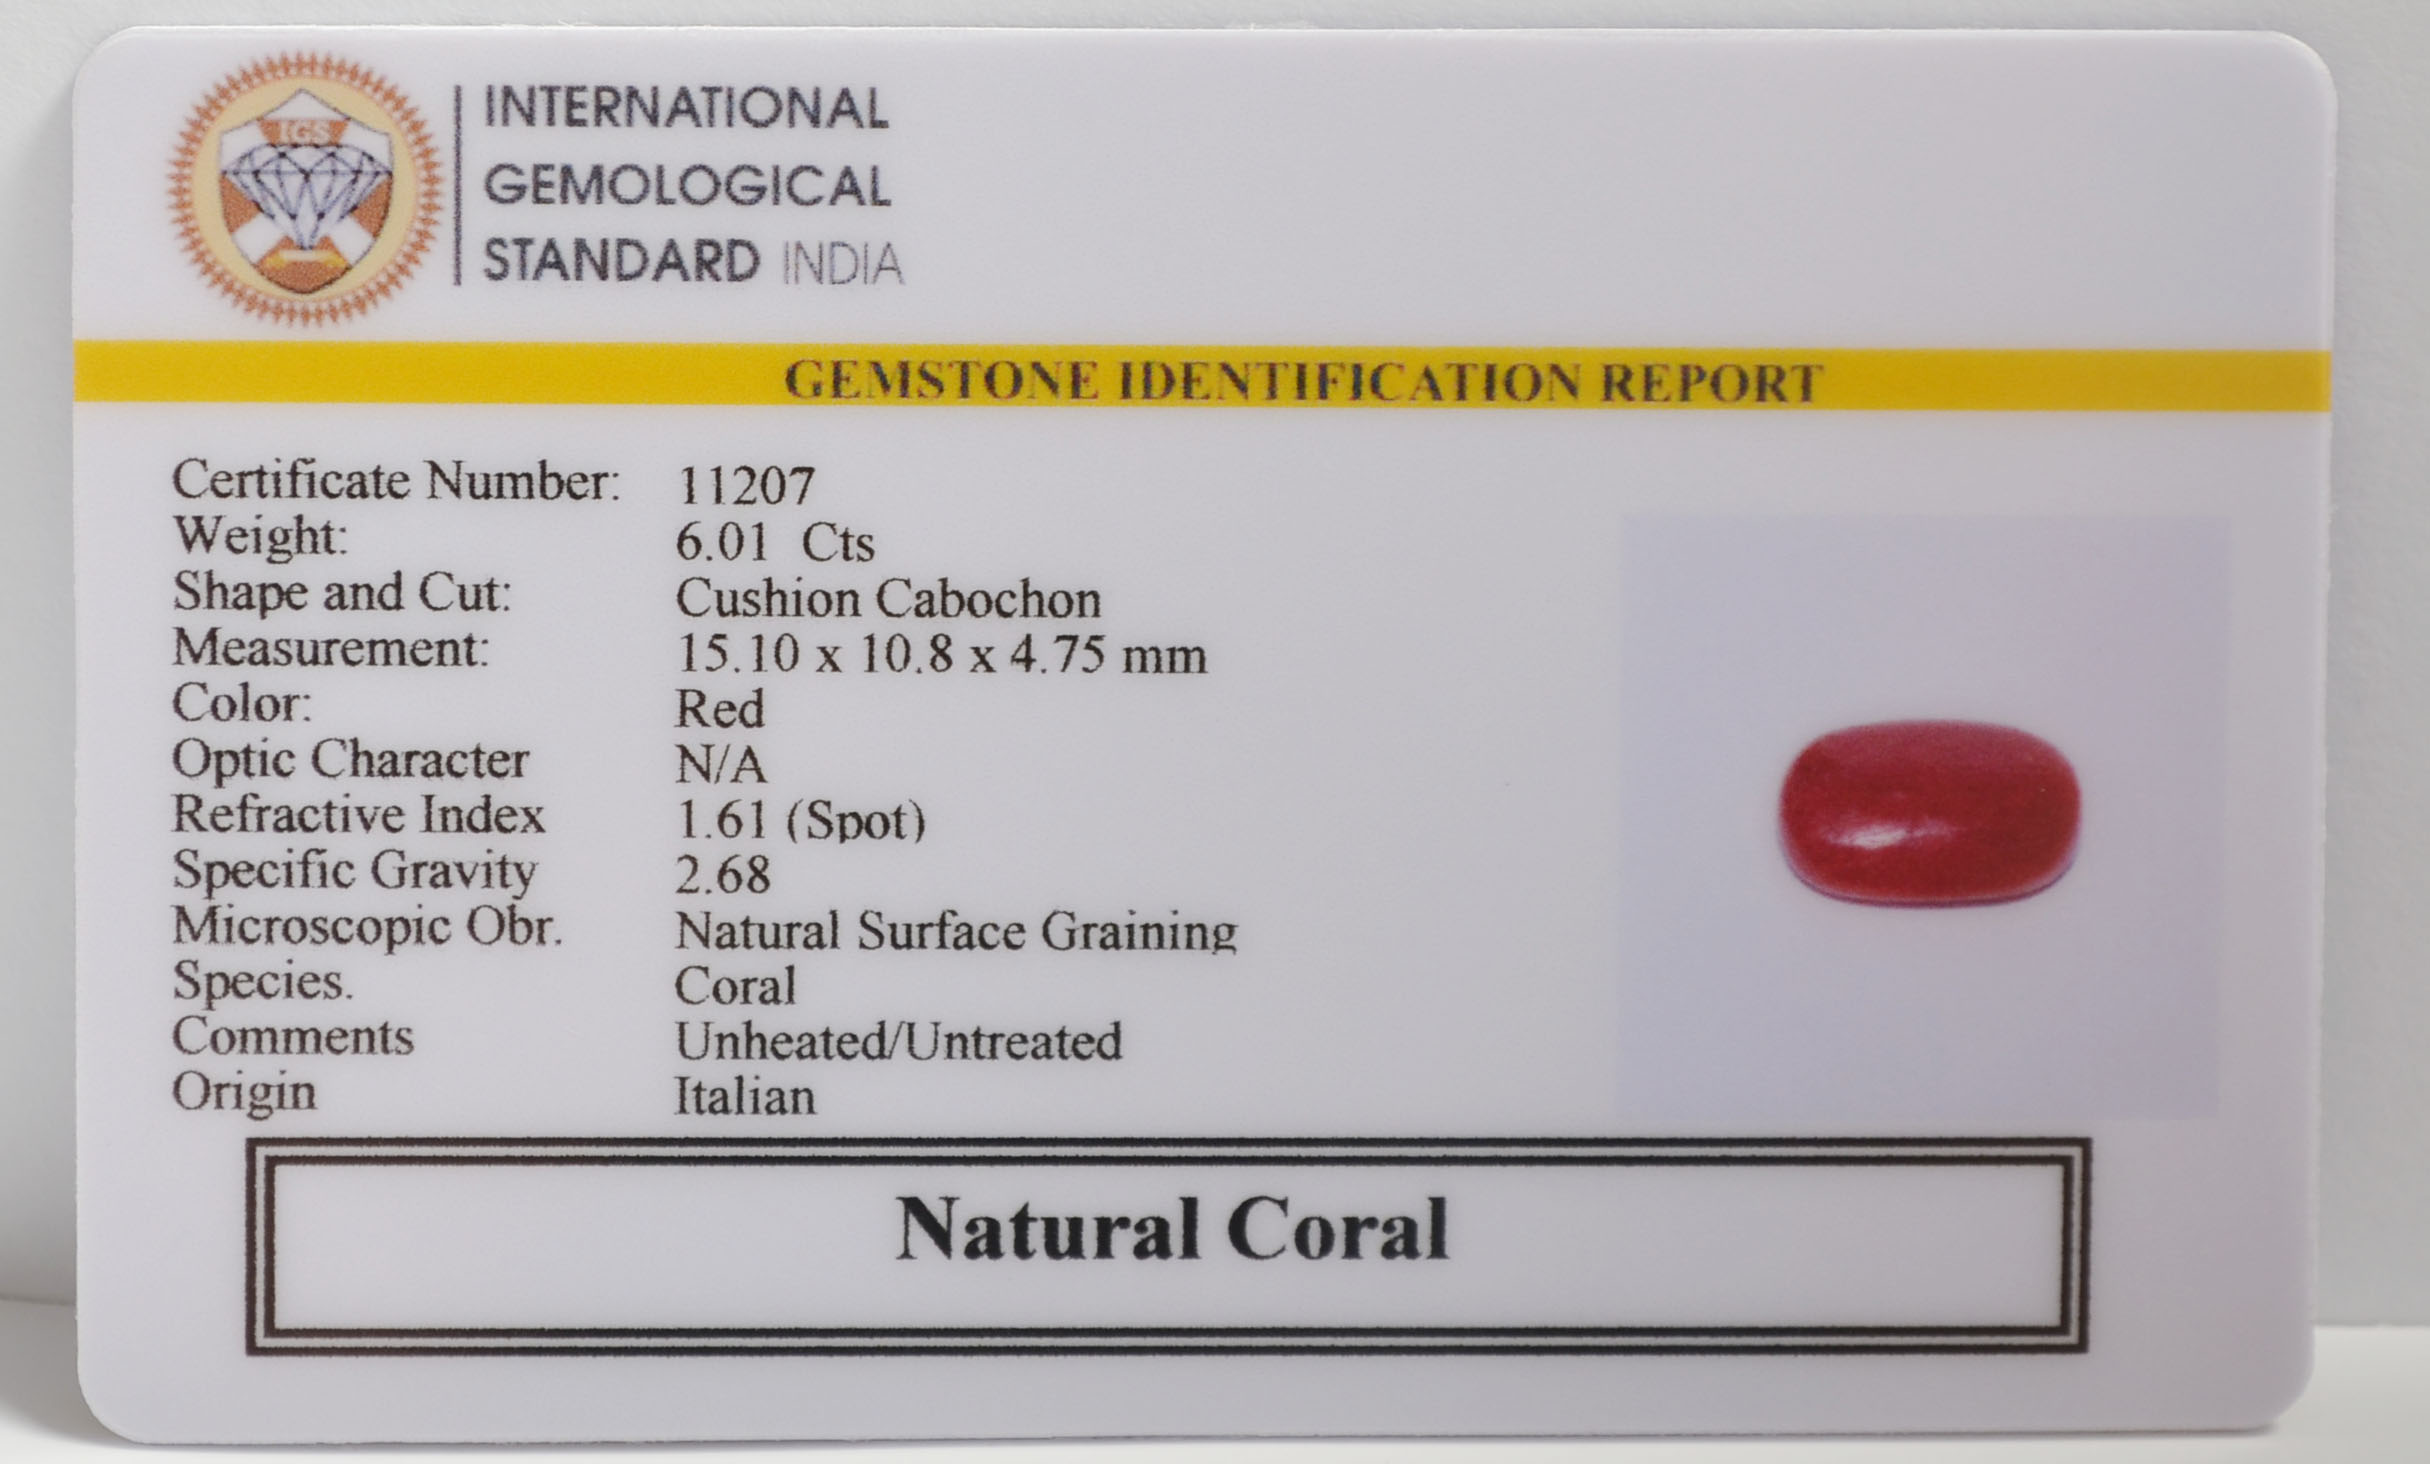 IGS
INTERNATIONAL
GEMOLOGICAL
STANDARD INDIA
GEMSTONE IDENTIFICATION REPORT
Certificate Number: 11207
Weight: 6.01 Cts
Shape and Cut: Cushion Cabochon
Measurement: 15.10 x 10.8 x 4.75 mm
Color: Red
Optic Character N/A
Refractive Index 1.61 (Spot)
Specific Gravity 2.68
Microscopic Obr. Natural Surface Graining
Species. Coral
Comments Unheated/Untreated
Origin Italian
Natural Coral